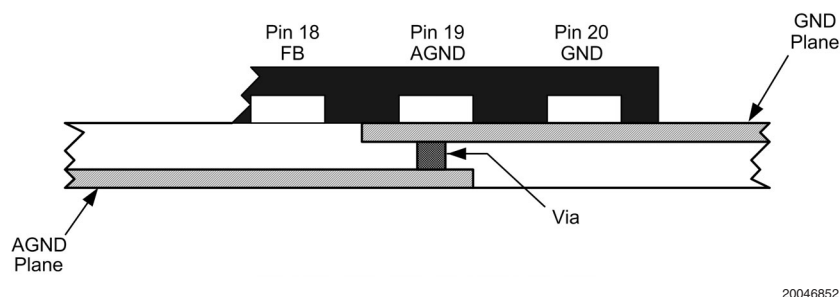 Pin 18
FB
Pin 19
AGND
Pin 20
GND
GND
Plane
Via
AGND
Plane
20046852